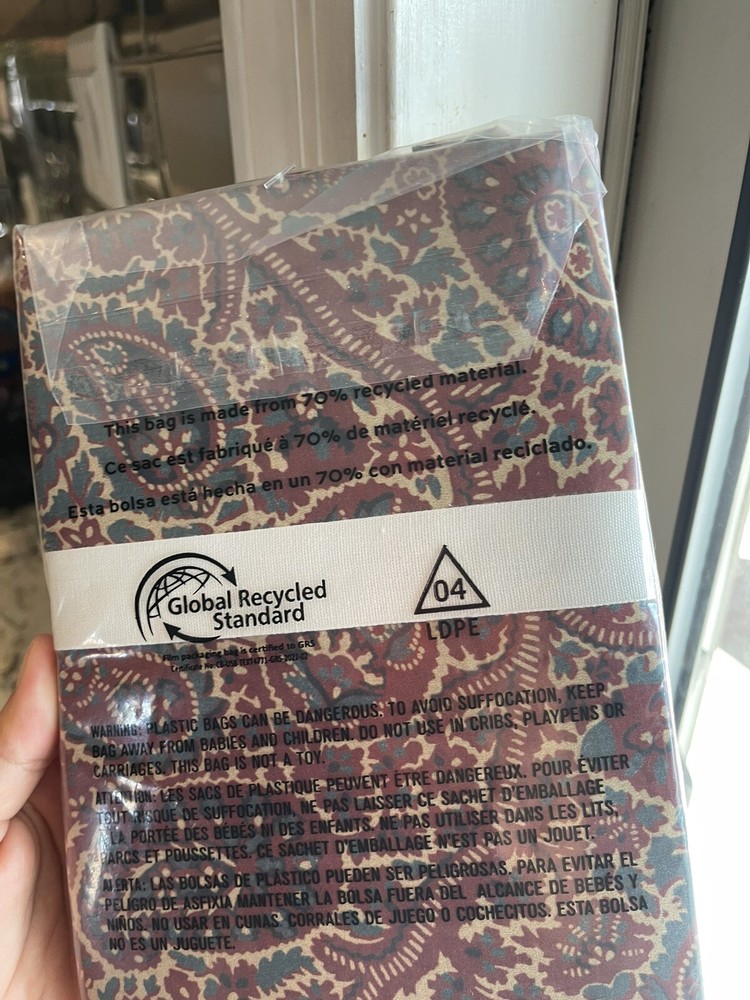 This bag is made from 70% recycled material.
Ce sac est fabriqué à 70% de matériel recyclé.
Esta bolsa está hecha en un 70% con material reciclado.
Global Recycled
Standard
04
LDPE
Film packaging bag is certified to GRS
WARNING: PLASTIC BAGS CAN BE DANGEROUS. TO AVOID SUFFOCATION, KEEP
BAG AWAY FROM BABIES AND CHILDREN. DO NOT USE IN CRIBS, PLAYPENS OR
CARRIAGES. THIS BAG IS NOT A TOY.
ATTENTION: LES SACS DE PLASTIQUE PEUVENT ÊTRE DANGEREUX. POUR ÉVITER
TOUT RISQUE DE SUFFOCATION, NE PAS LAISSER CE SACHET D'EMBALLAGE
À LA PORTÉE DES BÉBÉS NI DES ENFANTS. NE PAS UTILISER DANS LES LITS,
PARCS ET POUSSETTES. CE SACHET D'EMBALLAGE N'EST PAS UN JOUET.
ALERTA: LAS BOLSAS DE PLÁSTICO PUEDEN SER PELIGROSAS. PARA EVITAR EL
PELIGRO DE ASFIXIA MANTENER LA BOLSA FUERA DEL ALCANCE DE BEBÉS Y
NIÑOS. NO USAR EN CUNAS. CORRALES DE JUEGO O COCHECITOS. ESTA BOLSA
NO ES UN JUGUETE.